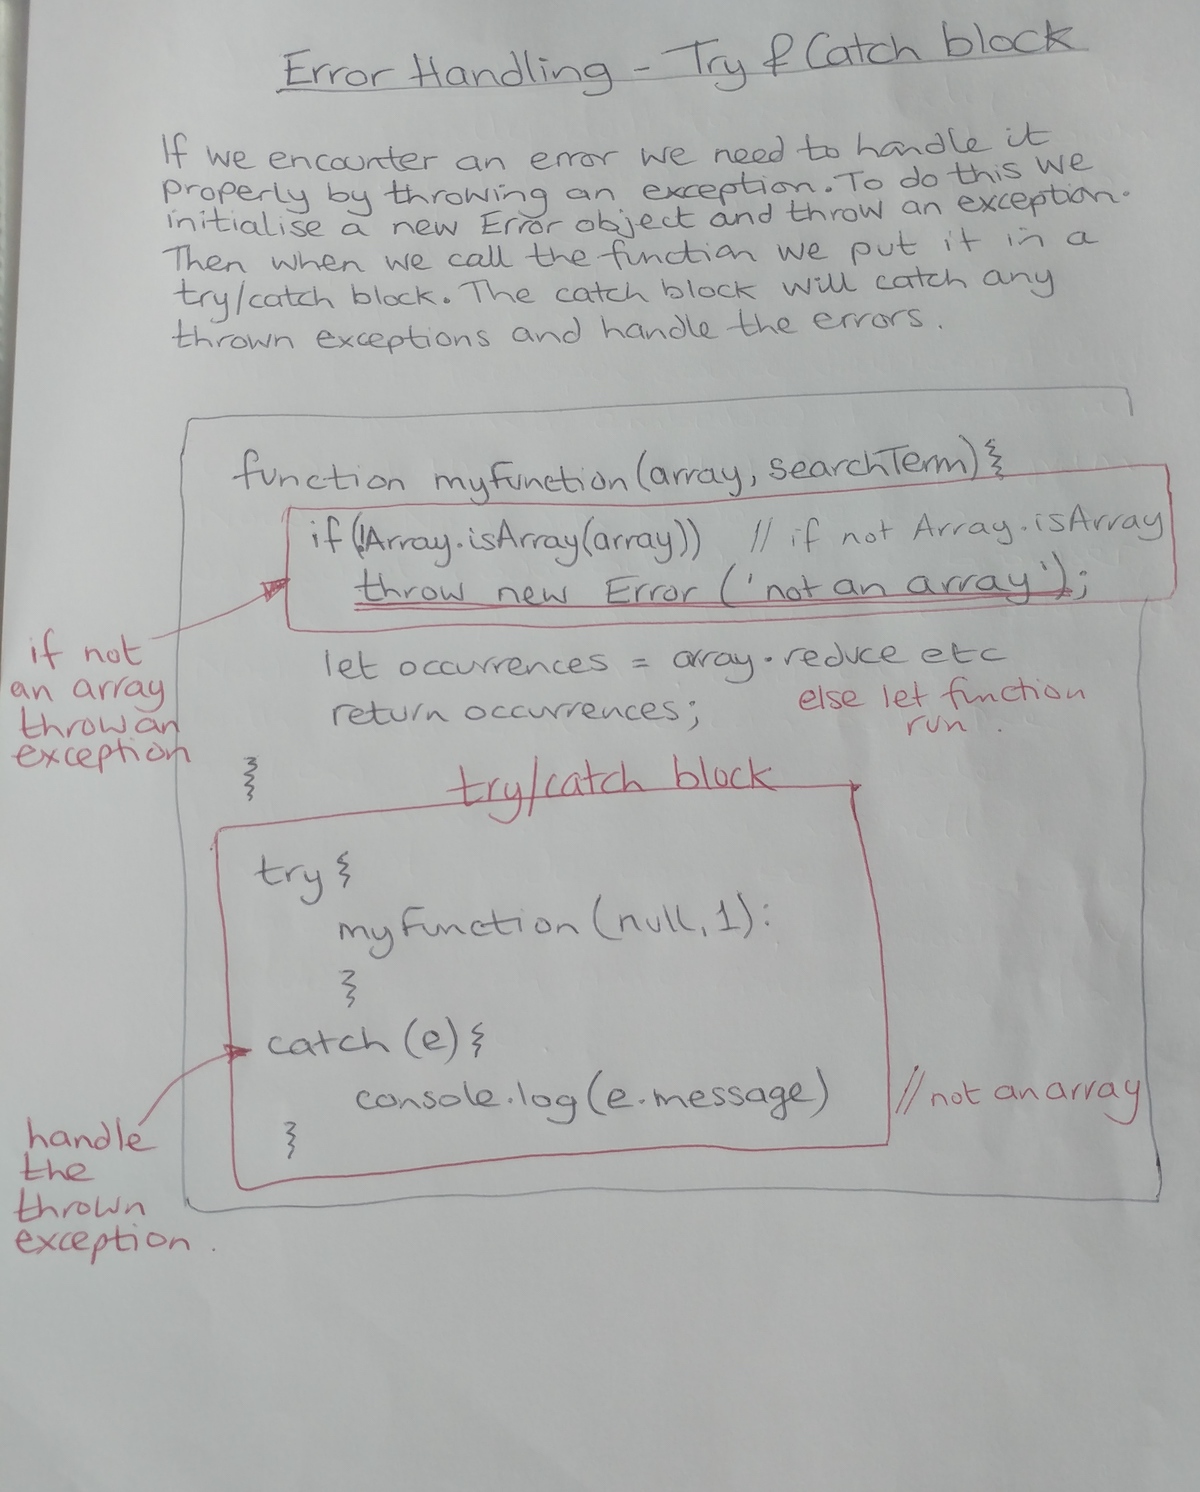 Error Handling - Try & Catch block
If we encounter an error we need to handle it
properly by throwing an exception. To do this we
initialise a new Error object and throw an exception.
Then when we call the function we put it in a
try/catch block. The catch block will catch any
thrown exceptions and handle the errors.
function myFunction(array, searchTerm){
if(!Array.isArray(array)) // if not Array.isArray
throw new Error ('not an array');
if not
an array
throw an
exception
let occurrences = array.reduce etc
return occurrences;
else let function
run.
}
try/catch block
try{
myFunction(null, 1):
}
catch(e){
console.log(e.message) //not an array
}
handle
the
thrown
exception.